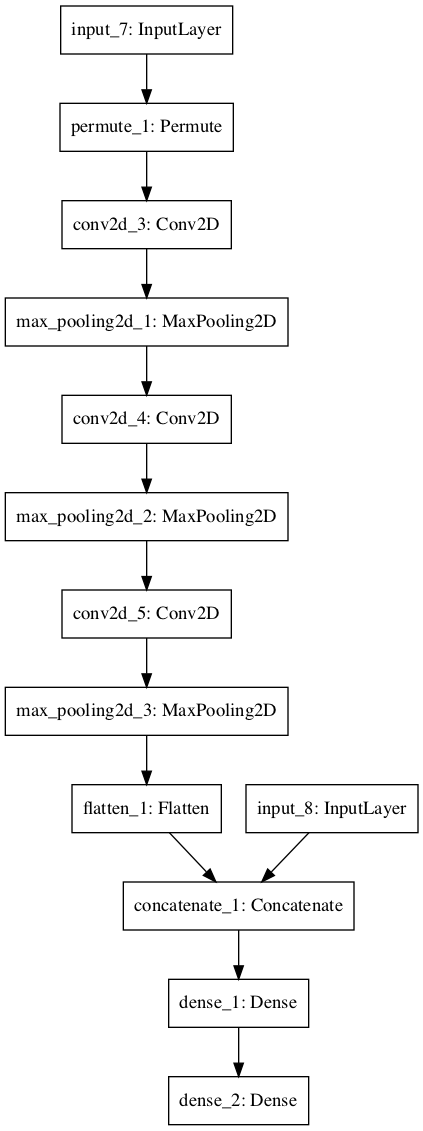 input_7: InputLayer
permute_1: Permute
conv2d_3: Conv2D
max_pooling2d_1: MaxPooling2D
conv2d_4: Conv2D
max_pooling2d_2: MaxPooling2D
conv2d_5: Conv2D
max_pooling2d_3: MaxPooling2D
flatten_1: Flatten
input_8: InputLayer
concatenate_1: Concatenate
dense_1: Dense
dense_2: Dense